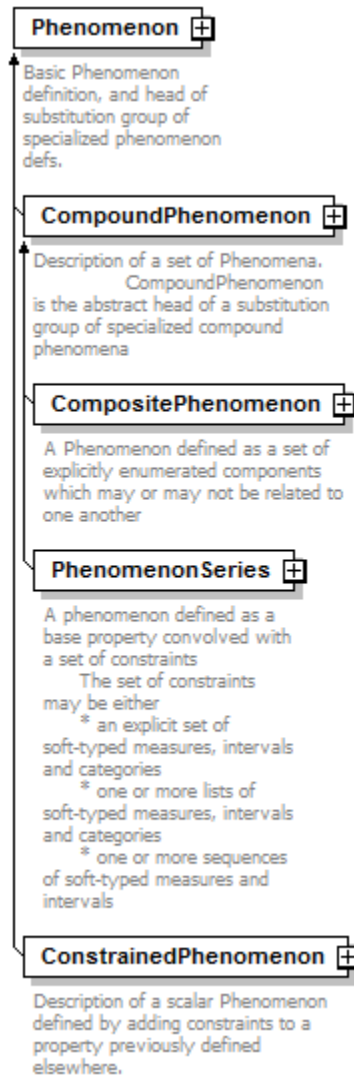 Phenomenon
Basic Phenomenon
definition, and head of
substitution group of
specialized phenomenon
defs.
CompoundPhenomenon
Description of a set of Phenomena.
CompoundPhenomenon
is the abstract head of a substitution
group of specialized compound
phenomena
CompositePhenomenon
A Phenomenon defined as a set of
explicitly enumerated components
which may or may not be related to
one another
PhenomenonSeries
A phenomenon defined as a
base property convolved with
a set of constraints
The set of constraints
may be either
* an explicit set of
soft-typed measures, intervals
and categories
* one or more lists of
soft-typed measures, intervals
and categories
* one or more sequences
of soft-typed measures and
intervals
ConstrainedPhenomenon
Description of a scalar Phenomenon
defined by adding constraints to a
property previously defined
elsewhere.